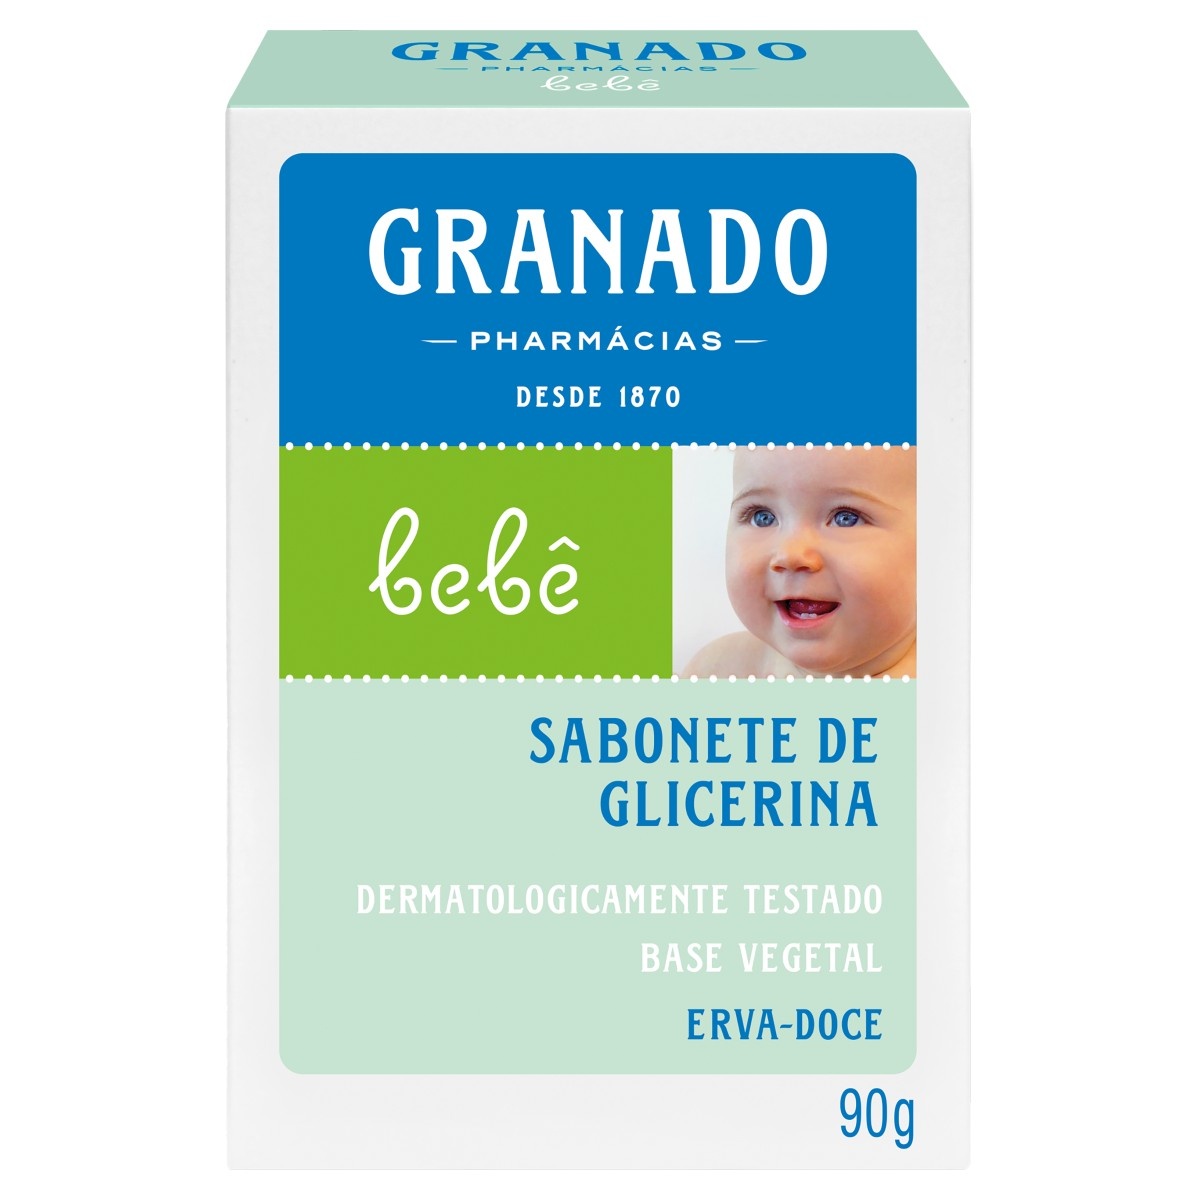 GRANADO
PHARMÁCIAS
bebê
GRANADO
PHARMÁCIAS
DESDE 1870
bebê
SABONETE DE
GLICERINA
DERMATOLOGICAMENTE TESTADO
BASE VEGETAL
ERVA-DOCE
90g